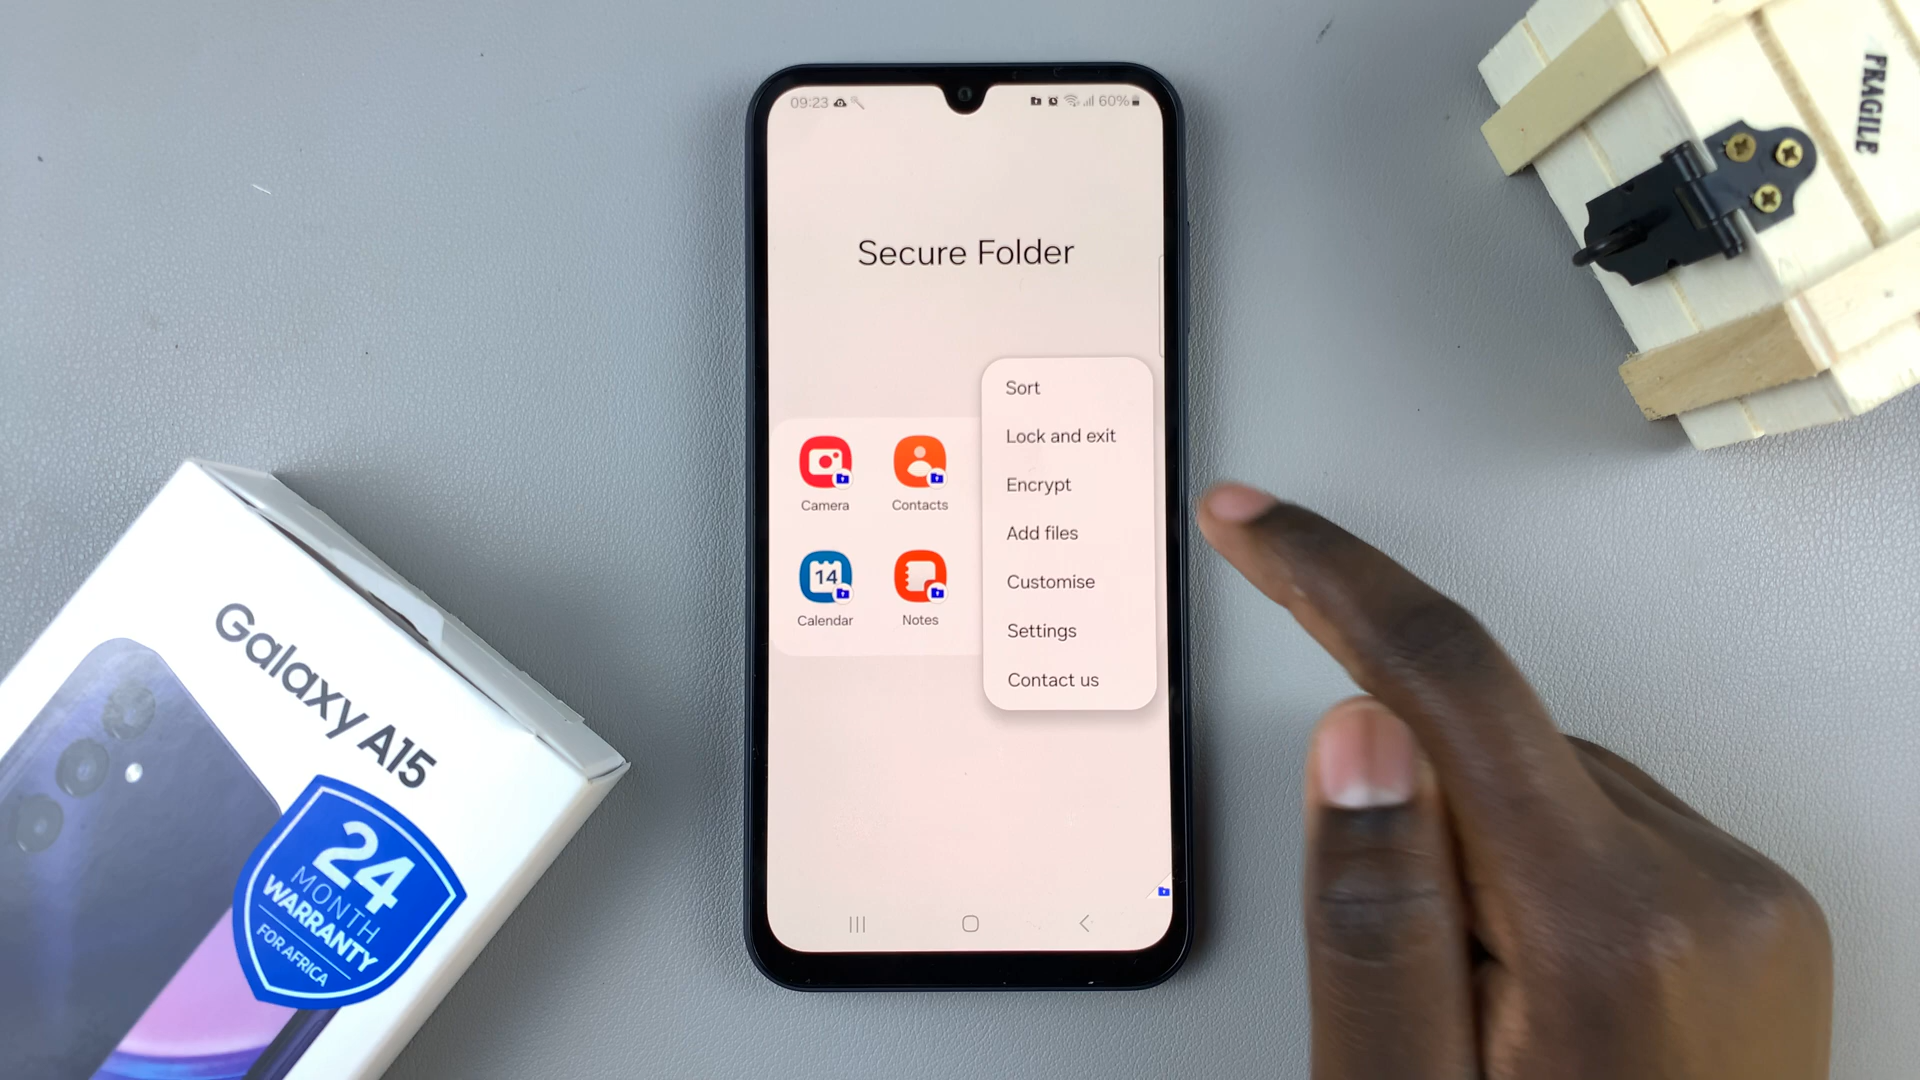 09:23
60%
Secure Folder
Sort
Lock and exit
Encrypt
Add files
Customise
Settings
Contact us
Camera
Contacts
14
Calendar
Notes
Galaxy A15
24
MONTH
WARRANTY
FOR AFRICA
FRAGILE